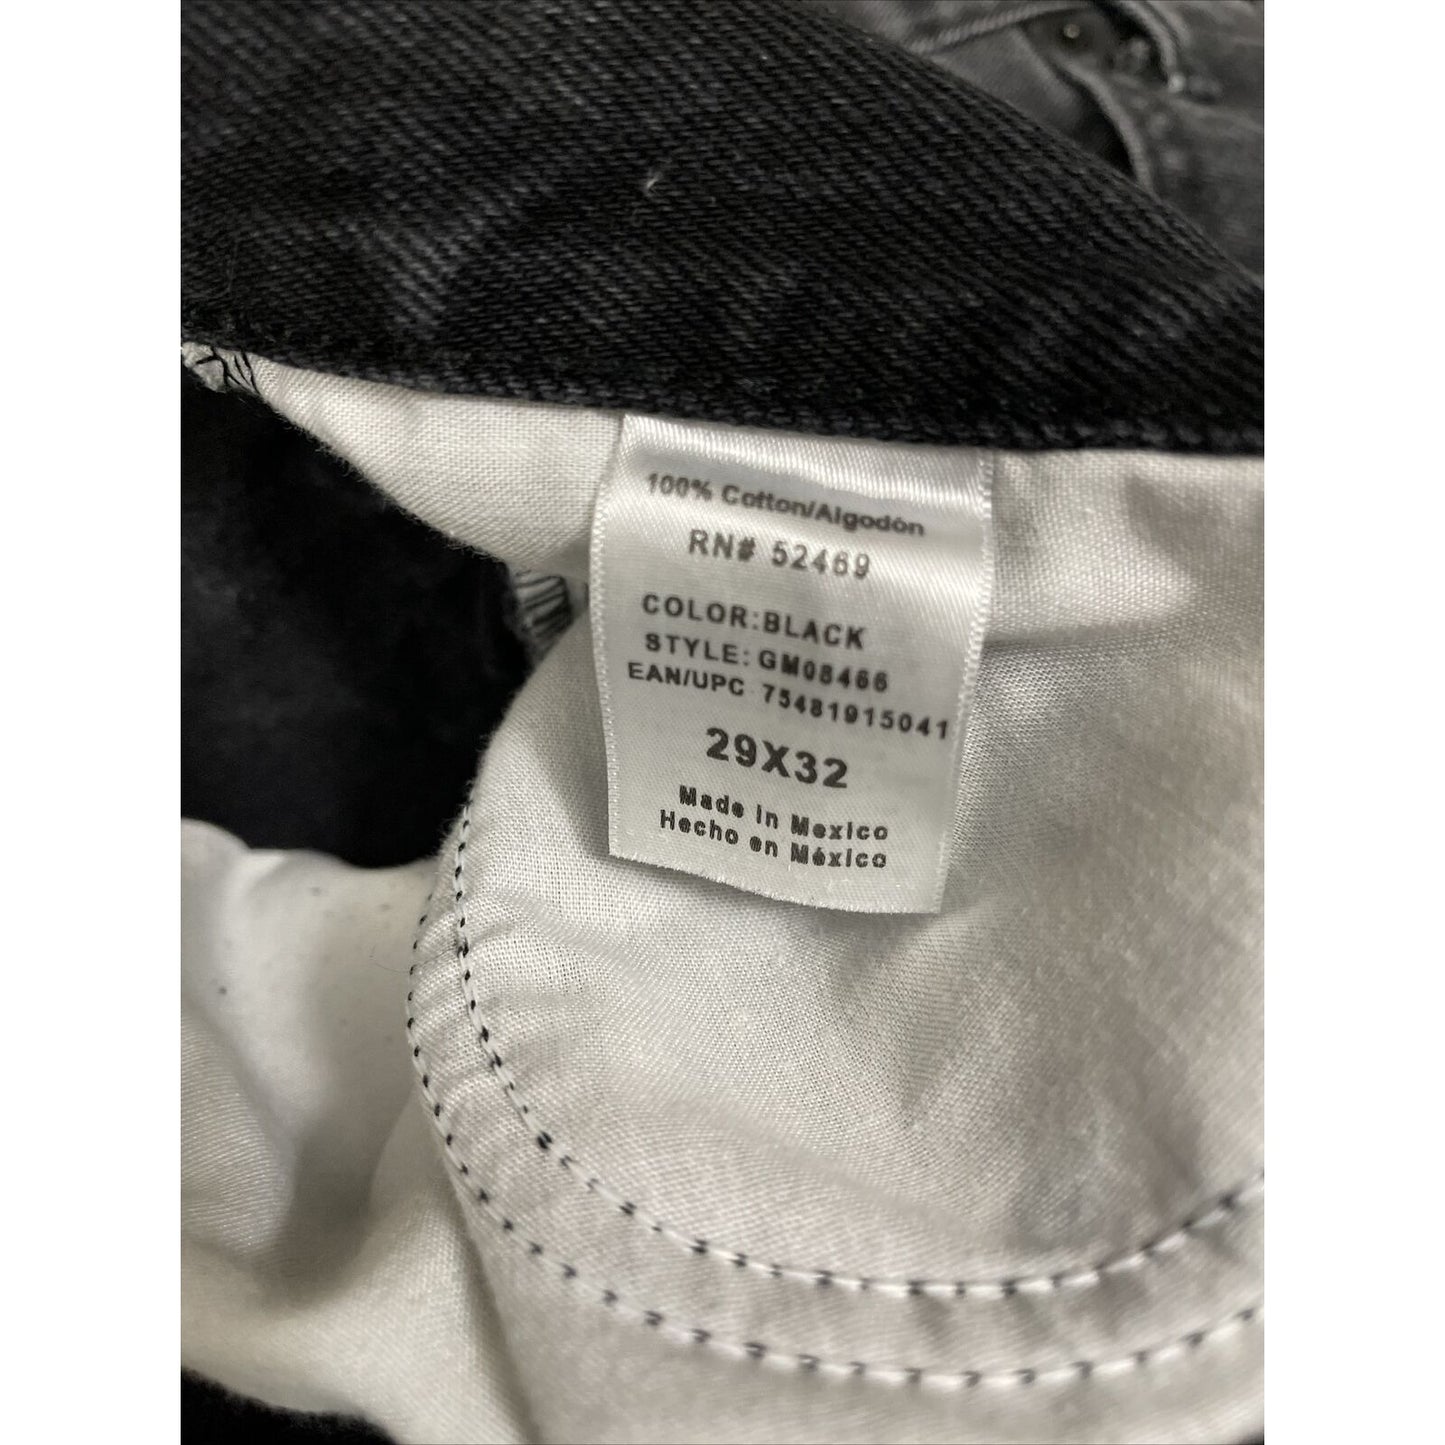 100% Cotton/Algodón
RN# 52469
COLOR:BLACK
STYLE: GM08466
EAN/UPC 75481915041
29X32
Made in Mexico
Hecho en México